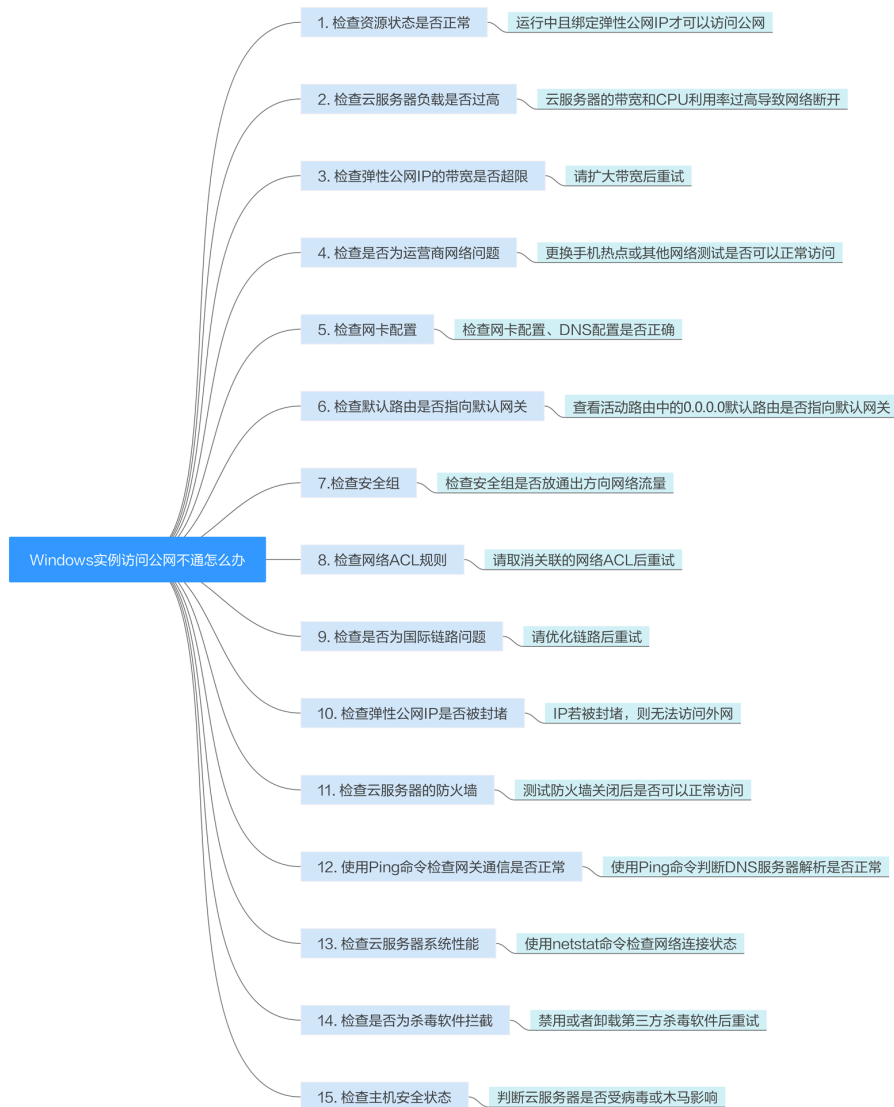 1. 检查资源状态是否正常
运行中且绑定弹性公网IP才可以访问公网
2. 检查云服务器负载是否过高
云服务器的带宽和CPU利用率过高导致网络断开
3. 检查弹性公网IP的带宽是否超限
请扩大带宽后重试
4. 检查是否为运营商网络问题
更换手机热点或其他网络测试是否可以正常访问
5. 检查网卡配置
检查网卡配置、DNS配置是否正确
6. 检查默认路由是否指向默认网关
查看活动路由中的0.0.0.0默认路由是否指向默认网关
7.检查安全组
检查安全组是否放通出方向网络流量
Windows实例访问公网不通怎么办
8. 检查网络ACL规则
请取消关联的网络ACL后重试
9. 检查是否为国际链路问题
请优化链路后重试
10. 检查弹性公网IP是否被封堵
IP若被封堵，则无法访问外网
11. 检查云服务器的防火墙
测试防火墙关闭后是否可以正常访问
12. 使用Ping命令检查网关通信是否正常
使用Ping命令判断DNS服务器解析是否正常
13. 检查云服务器系统性能
使用netstat命令检查网络连接状态
14. 检查是否为杀毒软件拦截
禁用或者卸载第三方杀毒软件后重试
15. 检查主机安全状态
判断云服务器是否受病毒或木马影响